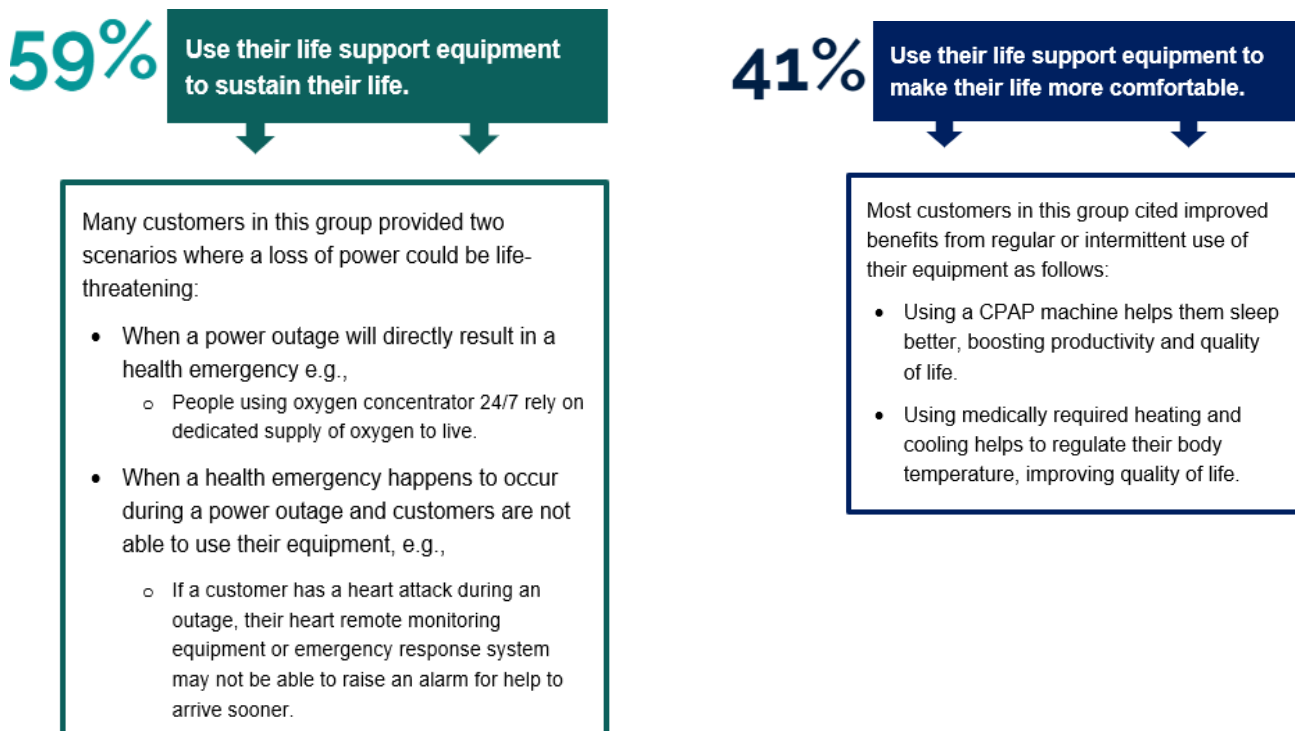 59%
Use their life support equipment
to sustain their life.
Many customers in this group provided two
scenarios where a loss of power could be life-
threatening:
• When a power outage will directly result in a
health emergency e.g.,
o People using oxygen concentrator 24/7 rely on
dedicated supply of oxygen to live.
• When a health emergency happens to occur
during a power outage and customers are not
able to use their equipment, e.g.,
o If a customer has a heart attack during an
outage, their heart remote monitoring
equipment or emergency response system
may not be able to raise an alarm for help to
arrive sooner.
41%
Use their life support equipment to
make their life more comfortable.
Most customers in this group cited improved
benefits from regular or intermittent use of
their equipment as follows:
• Using a CPAP machine helps them sleep
better, boosting productivity and quality
of life.
• Using medically required heating and
cooling helps to regulate their body
temperature, improving quality of life.